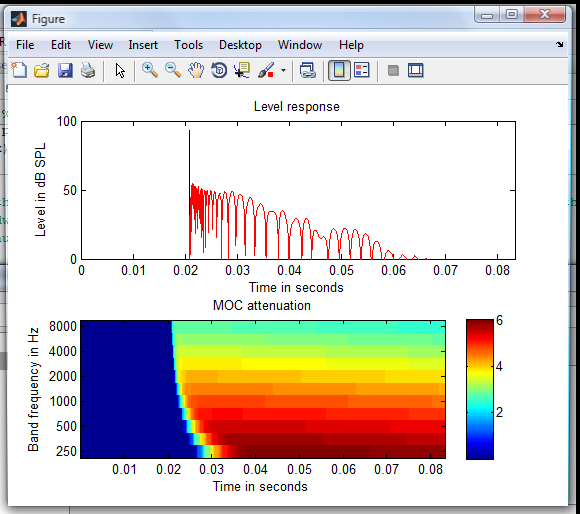 Figure
File Edit View Insert Tools Desktop Window Help
Level response
100
50
0
Level in dB SPL
0 0.01 0.02 0.03 0.04 0.05 0.06 0.07 0.08
Time in seconds
MOC attenuation
8000
4000
2000
1000
500
250
Band frequency in Hz
0.01 0.02 0.03 0.04 0.05 0.06 0.07 0.08
Time in seconds
6
4
2